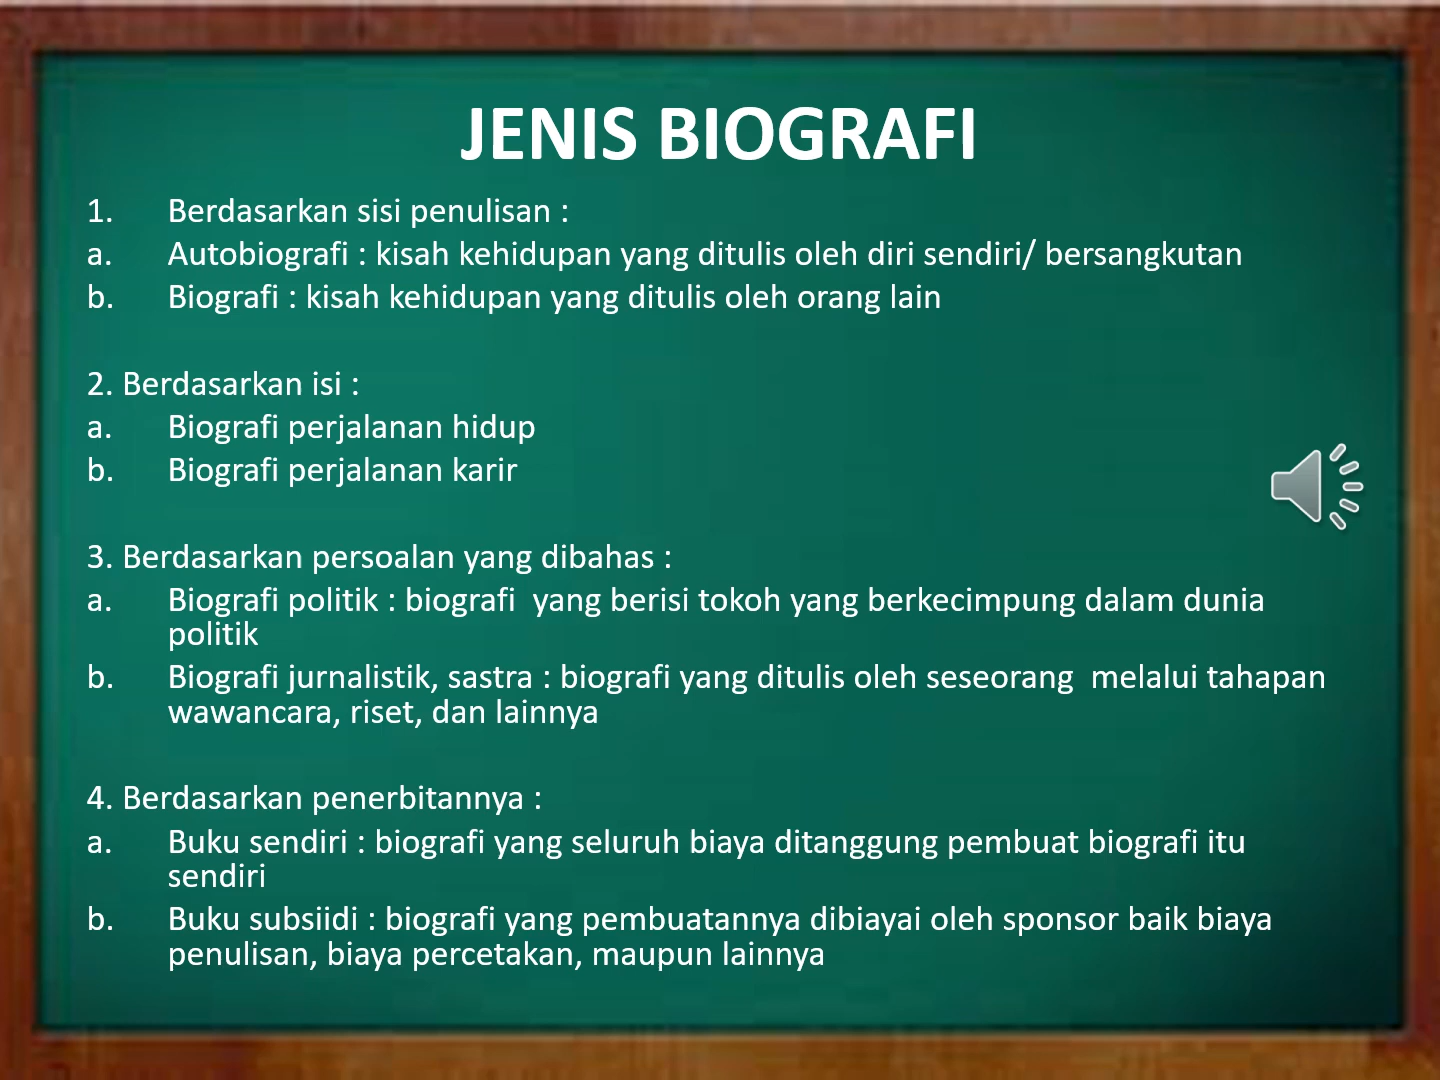 JENIS BIOGRAFI
1. Berdasarkan sisi penulisan :
a. Autobiografi : kisah kehidupan yang ditulis oleh diri sendiri/ bersangkutan
b. Biografi : kisah kehidupan yang ditulis oleh orang lain
2. Berdasarkan isi :
a. Biografi perjalanan hidup
b. Biografi perjalanan karir
3. Berdasarkan persoalan yang dibahas :
a. Biografi politik : biografi  yang berisi tokoh yang berkecimpung dalam dunia
politik
b. Biografi jurnalistik, sastra : biografi yang ditulis oleh seseorang  melalui tahapan
wawancara, riset, dan lainnya
4. Berdasarkan penerbitannya :
a. Buku sendiri : biografi yang seluruh biaya ditanggung pembuat biografi itu
sendiri
b. Buku subsiidi : biografi yang pembuatannya dibiayai oleh sponsor baik biaya
penulisan, biaya percetakan, maupun lainnya